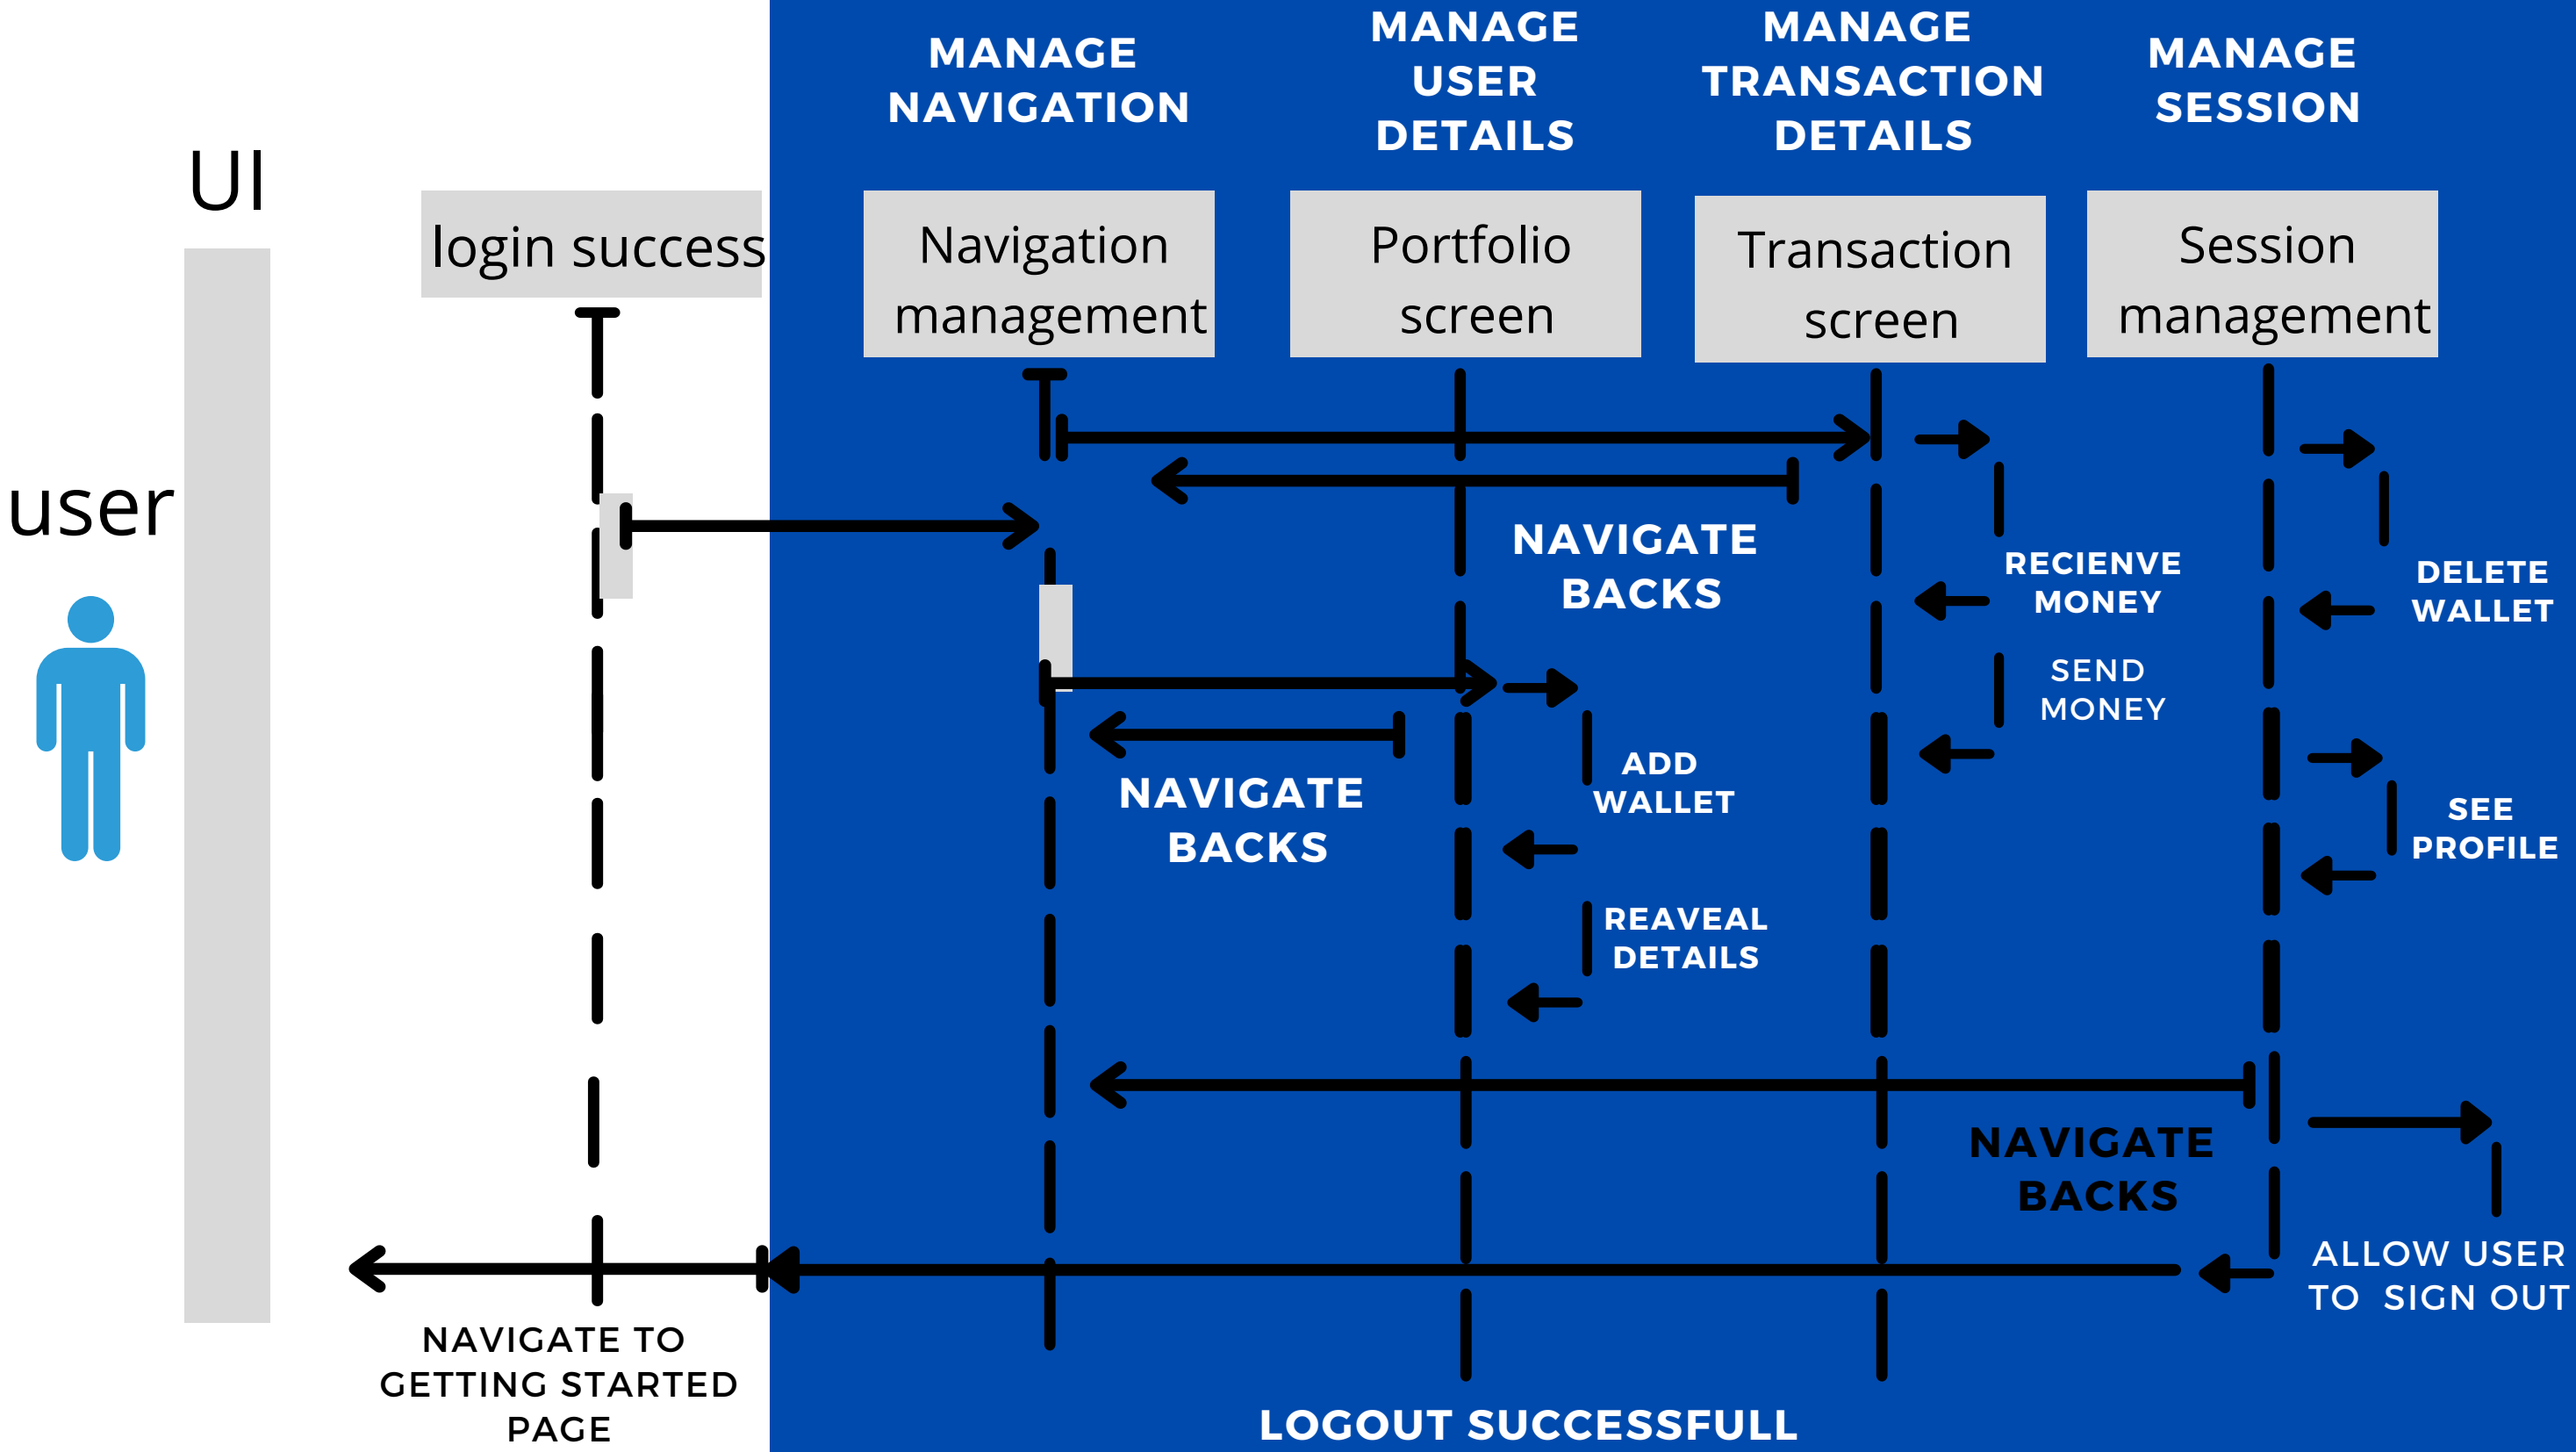 MANAGE
NAVIGATION
MANAGE
USER
DETAILS
MANAGE
TRANSACTION
DETAILS
MANAGE
SESSION
UI
login success
Navigation
management
Portfolio
screen
Transaction
screen
Session
management
user
NAVIGATE
BACKS
RECIENVE
MONEY
DELETE
WALLET
SEND
MONEY
NAVIGATE
BACKS
ADD
WALLET
SEE
PROFILE
REAVEAL
DETAILS
NAVIGATE
BACKS
ALLOW USER
TO SIGN OUT
NAVIGATE TO
GETTING STARTED
PAGE
LOGOUT SUCCESSFULL